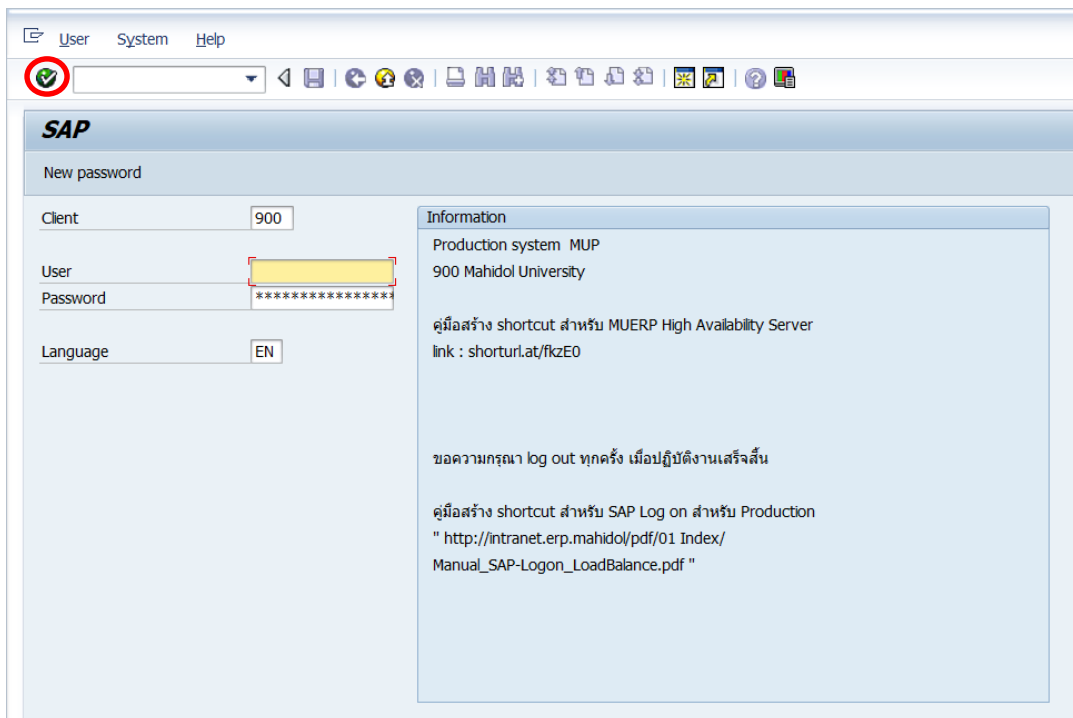 User System Help
SAP
New password
Client 900
User
Password ****************
Language EN
Information
Production system MUP
900 Mahidol University
คู่มือสร้าง shortcut สำหรับ MUERP High Availability Server
link : shorturl.at/fkzE0
ขอความกรุณา log out ทุกครั้ง เมื่อปฏิบัติงานเสร็จสิ้น
คู่มือสร้าง shortcut สำหรับ SAP Log on สำหรับ Production
" http://intranet.erp.mahidol/pdf/01 Index/
Manual_SAP-Logon_LoadBalance.pdf "